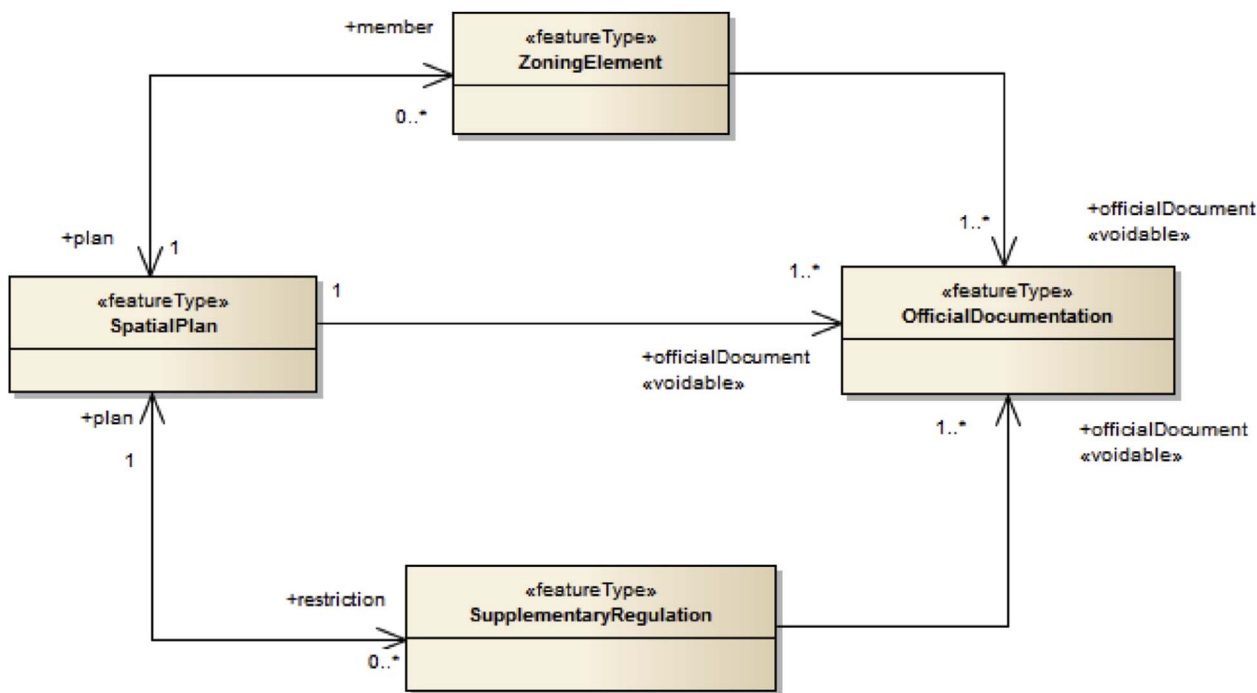 +member
«featureType»
ZoningElement
0..*
+officialDocument
«voidable»
1..*
+plan
1
«featureType»
SpatialPlan
1
1..*
«featureType»
OfficialDocumentation
+officialDocument
«voidable»
+plan
1
1..*
+officialDocument
«voidable»
+restriction
«featureType»
SupplementaryRegulation
0..*